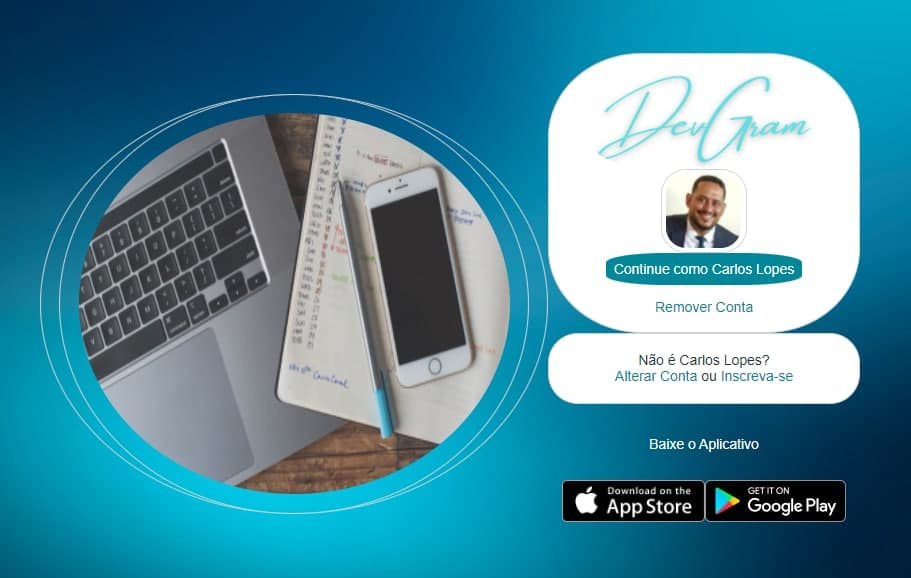 DevGram
Continue como Carlos Lopes
Remover Conta
Não é Carlos Lopes?
Alterar Conta ou Inscreva-se
Baixe o Aplicativo
Download on the
App Store
GET IT ON
Google Play